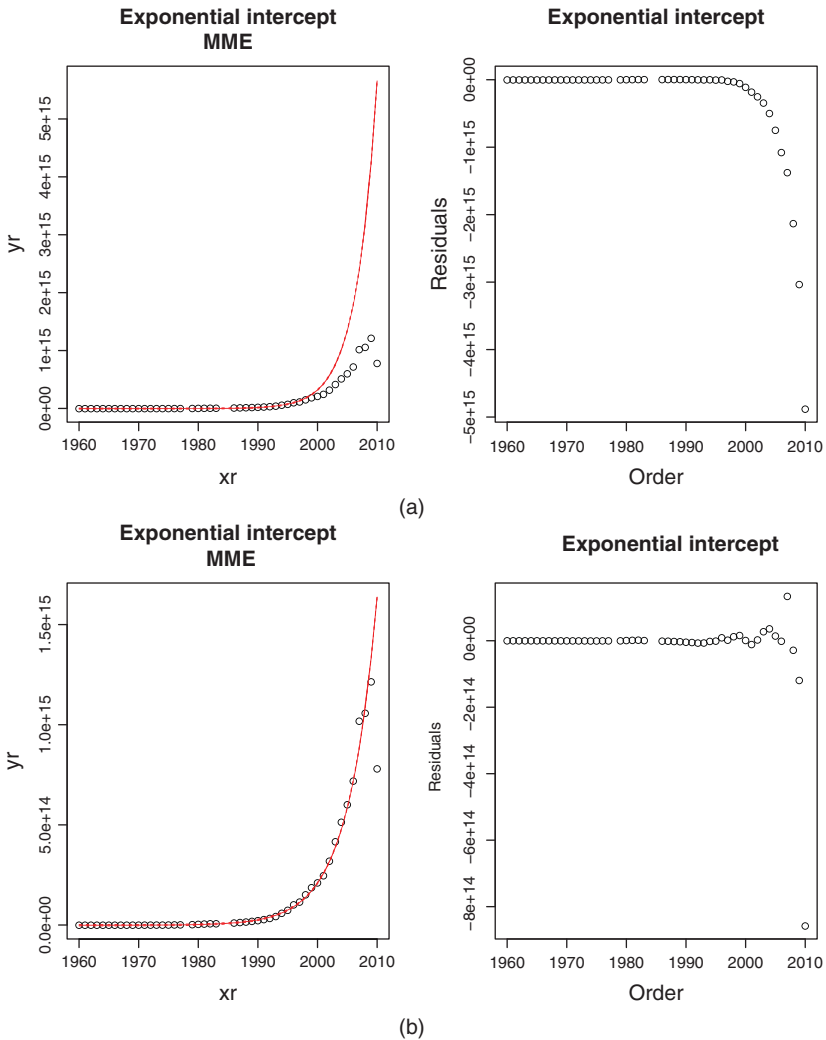 Exponential intercept
MME
yr
0e+00
1e+15
2e+15
3e+15
4e+15
5e+15
1960 1970 1980 1990 2000 2010
xr
Exponential intercept
Residuals
0e+00
−1e+15
−2e+15
−3e+15
−4e+15
−5e+15
1960 1970 1980 1990 2000 2010
Order
(a)
Exponential intercept
MME
yr
0.0e+00
5.0e+14
1.0e+15
1.5e+15
1960 1970 1980 1990 2000 2010
xr
Exponential intercept
Residuals
0e+00
−2e+14
−4e+14
−6e+14
−8e+14
1960 1970 1980 1990 2000 2010
Order
(b)